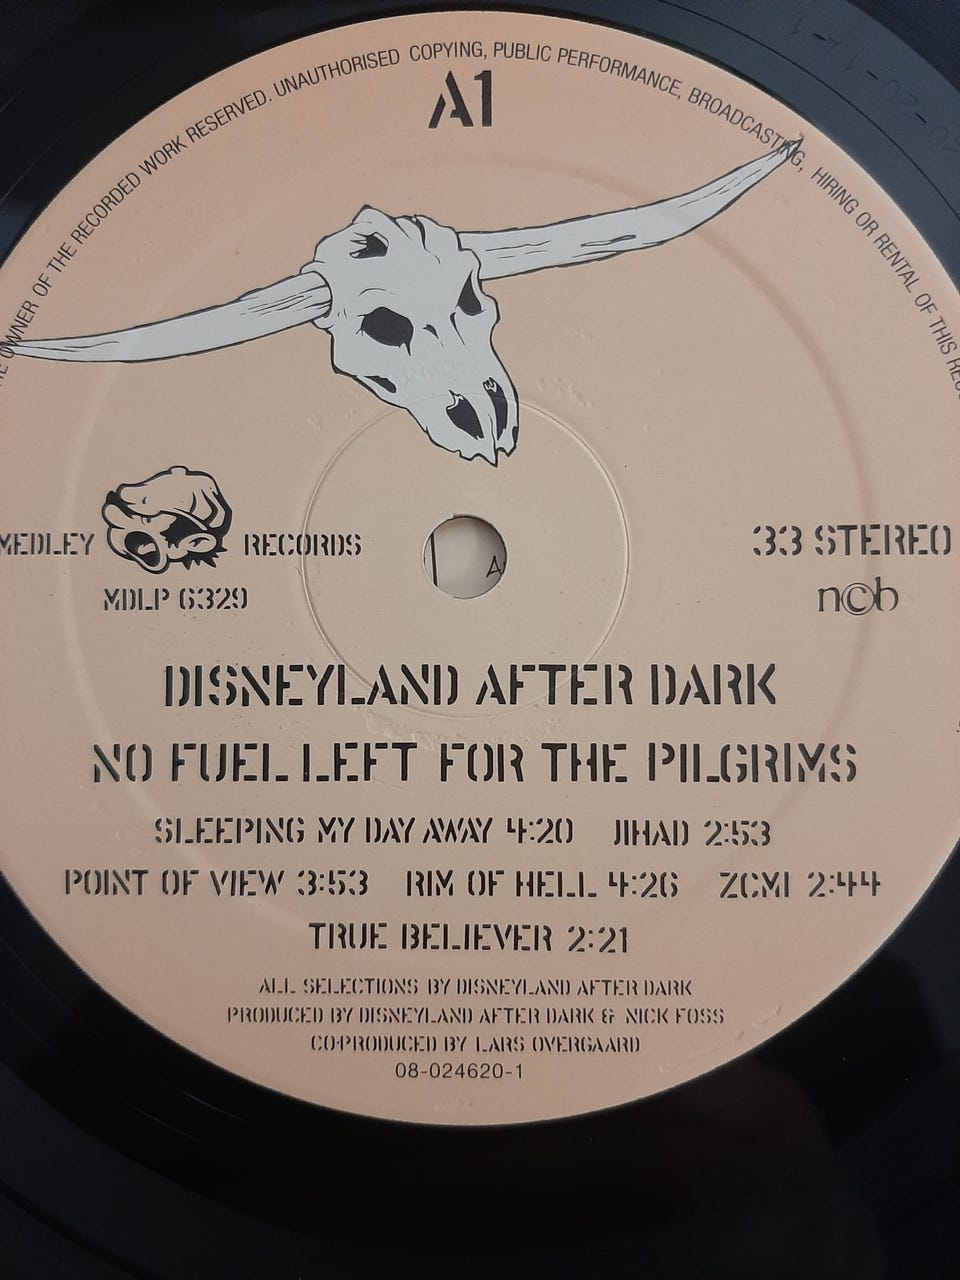 OWNER OF THE RECORDED WORK RESERVED. UNAUTHORISED COPYING, PUBLIC PERFORMANCE, BROADCASTING, HIRING OR RENTAL OF THIS
A1
MEDLEY RECORDS
33 STEREO
MDLP 6329
n©b
DISNEYLAND AFTER DARK
NO FUEL LEFT FOR THE PILGRIMS
SLEEPING MY DAY AWAY 4:20 JIHAD 2:53
POINT OF VIEW 3:53 RIM OF HELL 4:26 ZCMI 2:44
TRUE BELIEVER 2:21
ALL SELECTIONS BY DISNEYLAND AFTER DARK
PRODUCED BY DISNEYLAND AFTER DARK & NICK FOSS
CO-PRODUCED BY LARS OVERGAARD
08-024620-1